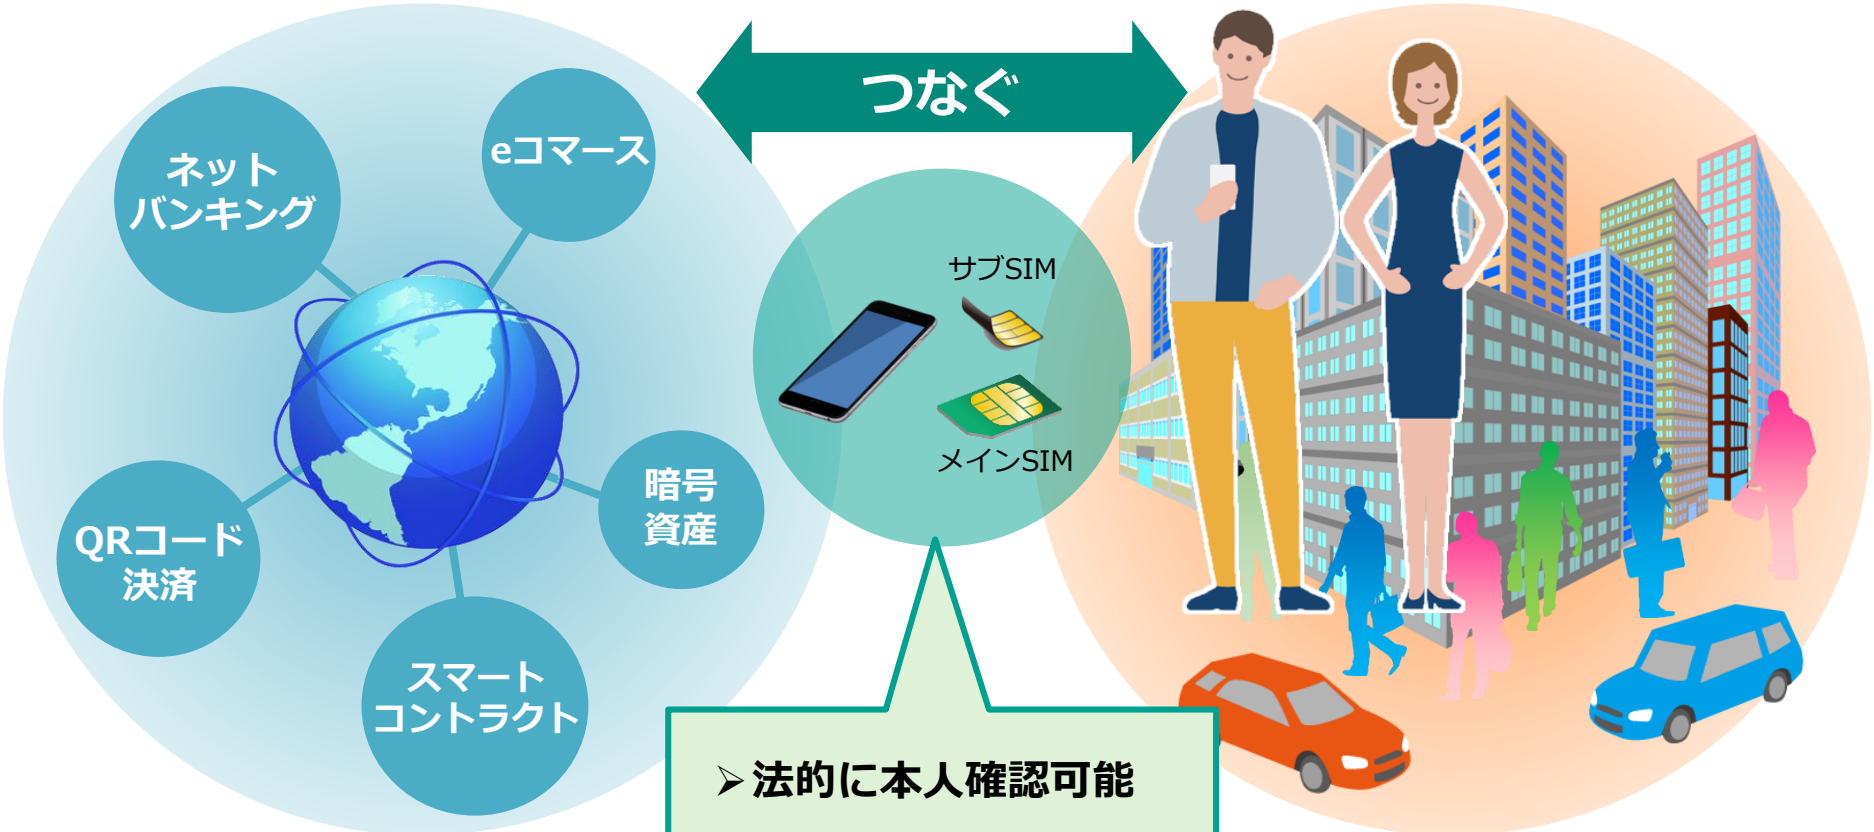 つなぐ
ネット
バンキング
eコマース
サブSIM
メインSIM
暗号
資産
QRコード
決済
スマート
コントラクト
➢法的に本人確認可能